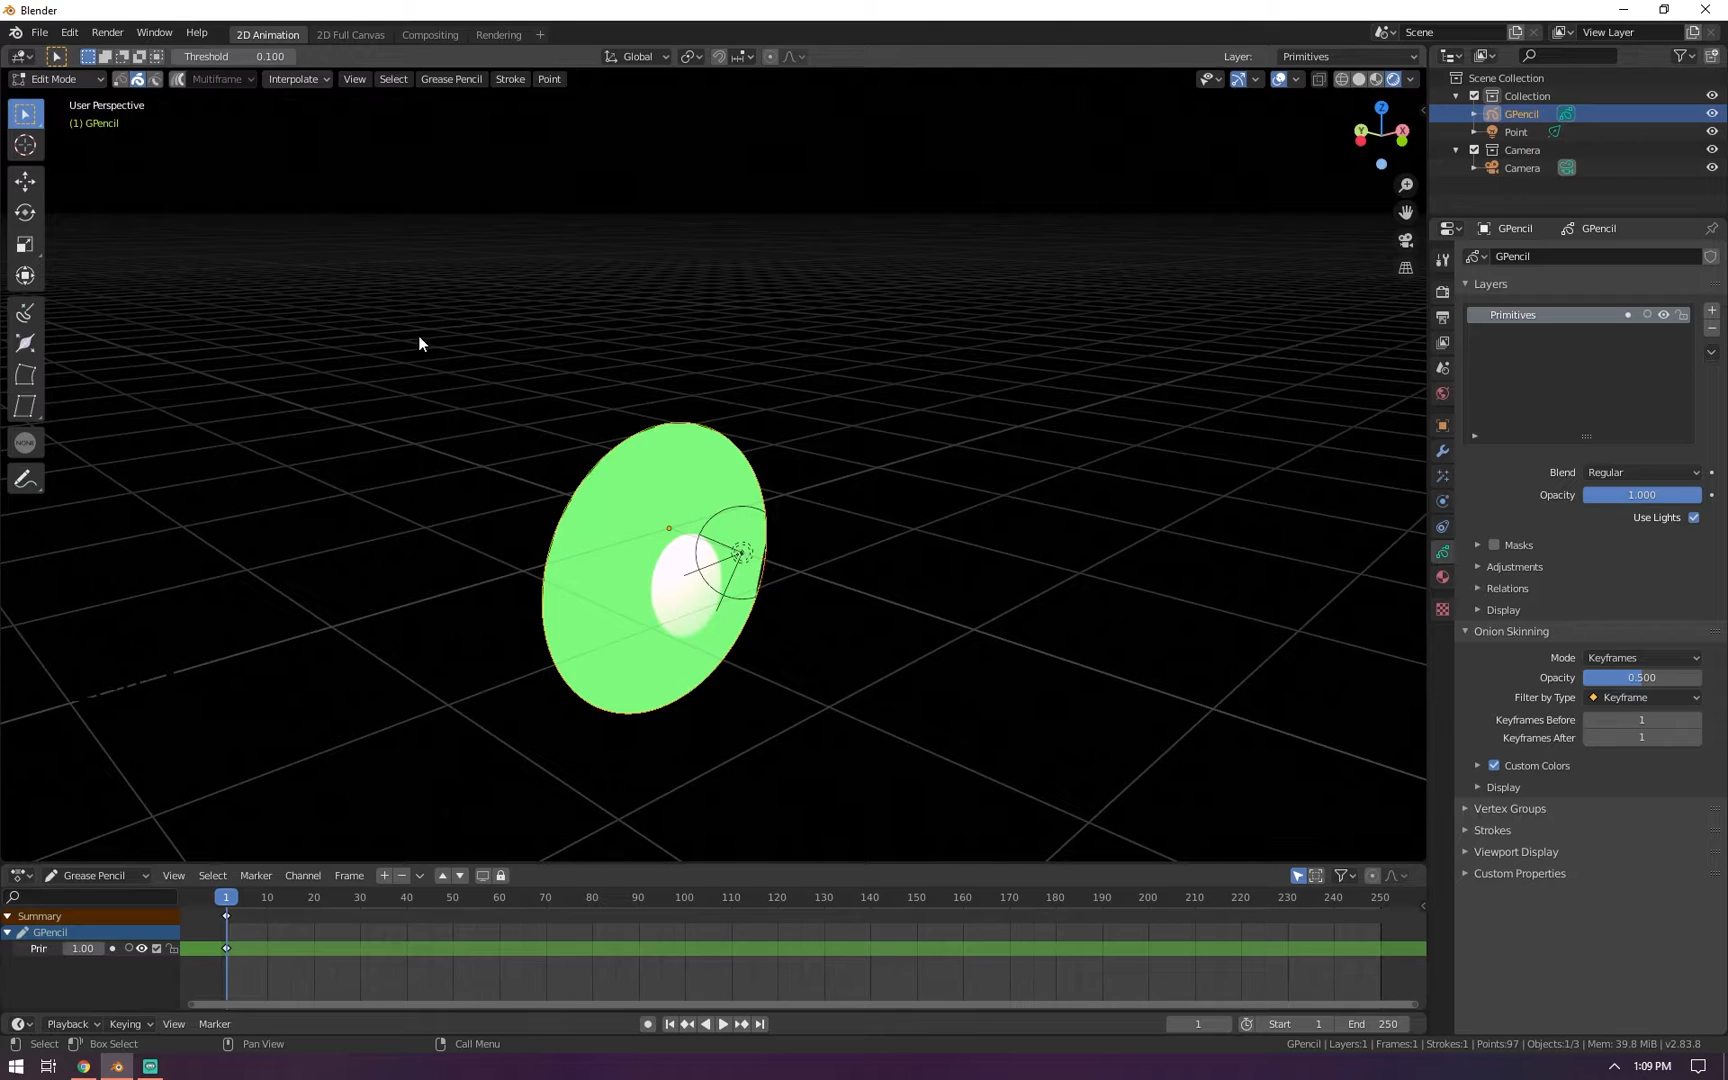 Blender
File Edit Render Window Help 2D Animation 2D Full Canvas Compositing Rendering + Scene View Layer
Threshold 0.100 Global Layer: Primitives
Edit Mode Multiframe Interpolate View Select Grease Pencil Stroke Point
User Perspective
(1) GPencil
Z
Y X
NONE
Scene Collection
Collection
GPencil
Point
Camera
Camera
GPencil GPencil
GPencil
Layers
Primitives
Blend Regular
Opacity 1.000
Use Lights
Masks
Adjustments
Relations
Display
Onion Skinning
Mode Keyframes
Opacity 0.500
Filter by Type Keyframe
Keyframes Before 1
Keyframes After 1
Custom Colors
Display
Vertex Groups
Strokes
Viewport Display
Custom Properties
Grease Pencil View Select Marker Channel Frame
1 10 20 30 40 50 60 70 80 90 100 110 120 130 140 150 160 170 180 190 200 210 220 230 240 250
Summary
GPencil
Prir 1.00
Playback Keying View Marker 1 Start 1 End 250
Select Box Select Pan View Call Menu GPencil | Layers:1 | Frames:1 | Strokes:1 | Points:97 | Objects:1/3 | Mem: 39.8 MiB | v2.83.8
1:09 PM